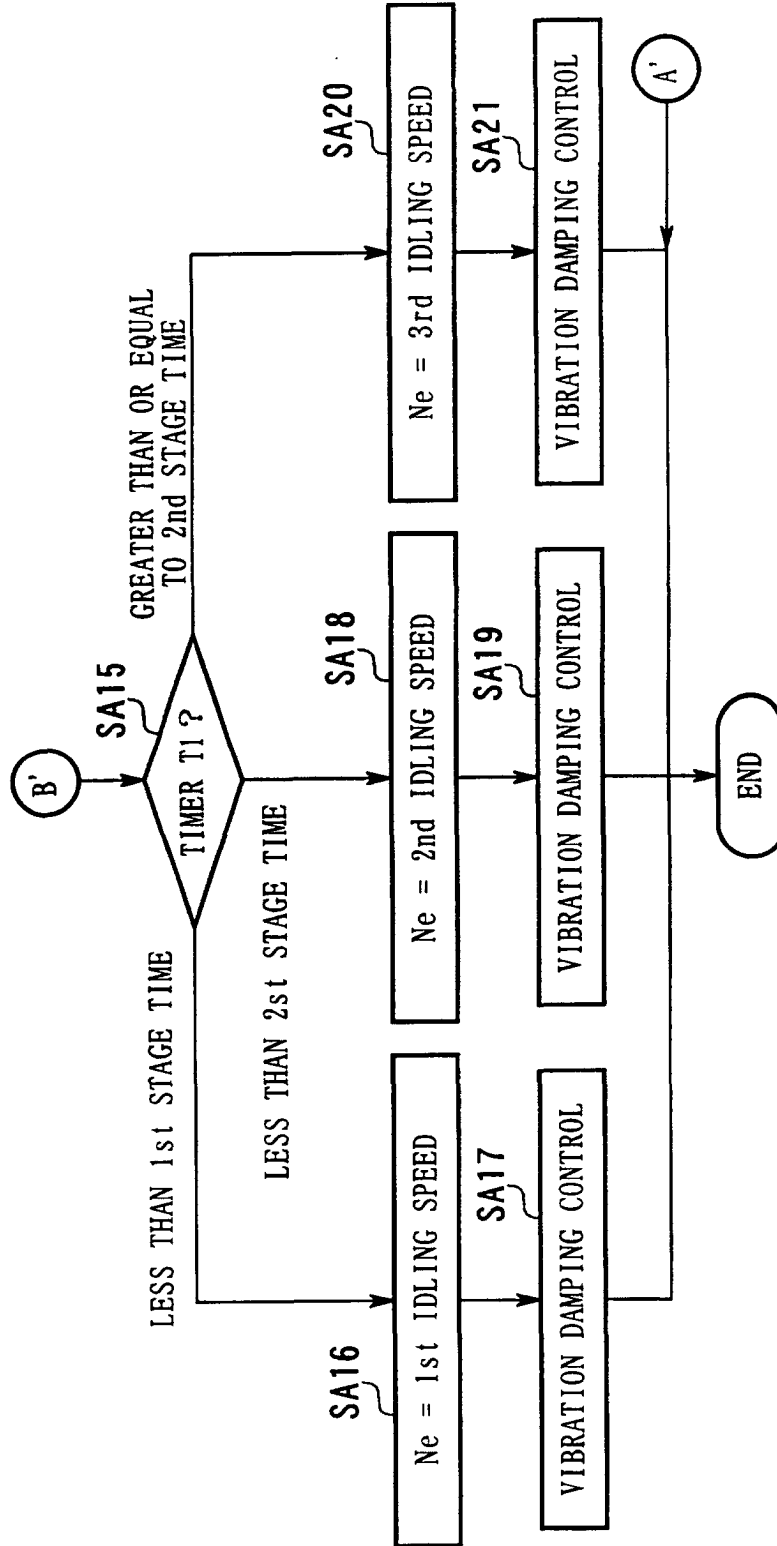 B'
SA15
TIMER T1?
LESS THAN 1st STAGE TIME
LESS THAN 2st STAGE TIME
GREATER THAN OR EQUAL
TO 2nd STAGE TIME
SA16
Ne = 1st IDLING SPEED
SA18
Ne = 2nd IDLING SPEED
SA20
Ne = 3rd IDLING SPEED
SA17
VIBRATION DAMPING CONTROL
SA19
VIBRATION DAMPING CONTROL
SA21
VIBRATION DAMPING CONTROL
A'
END